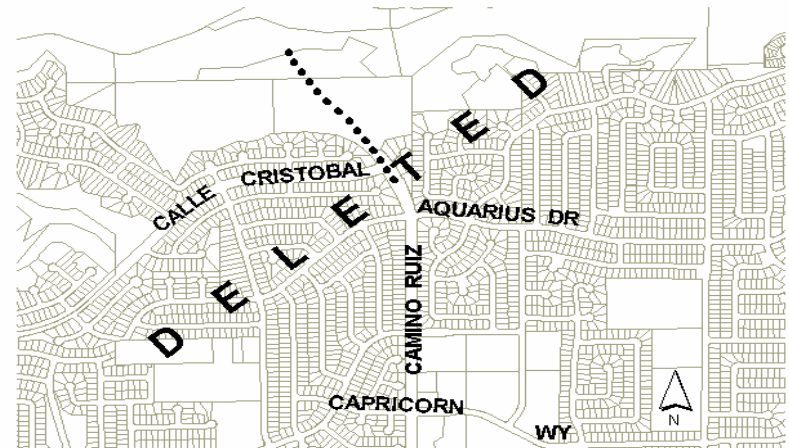 DELETED
CALLE CRISTOBAL
AQUARIUS DR
CAMINO RUIZ
CAPRICORN WY
N